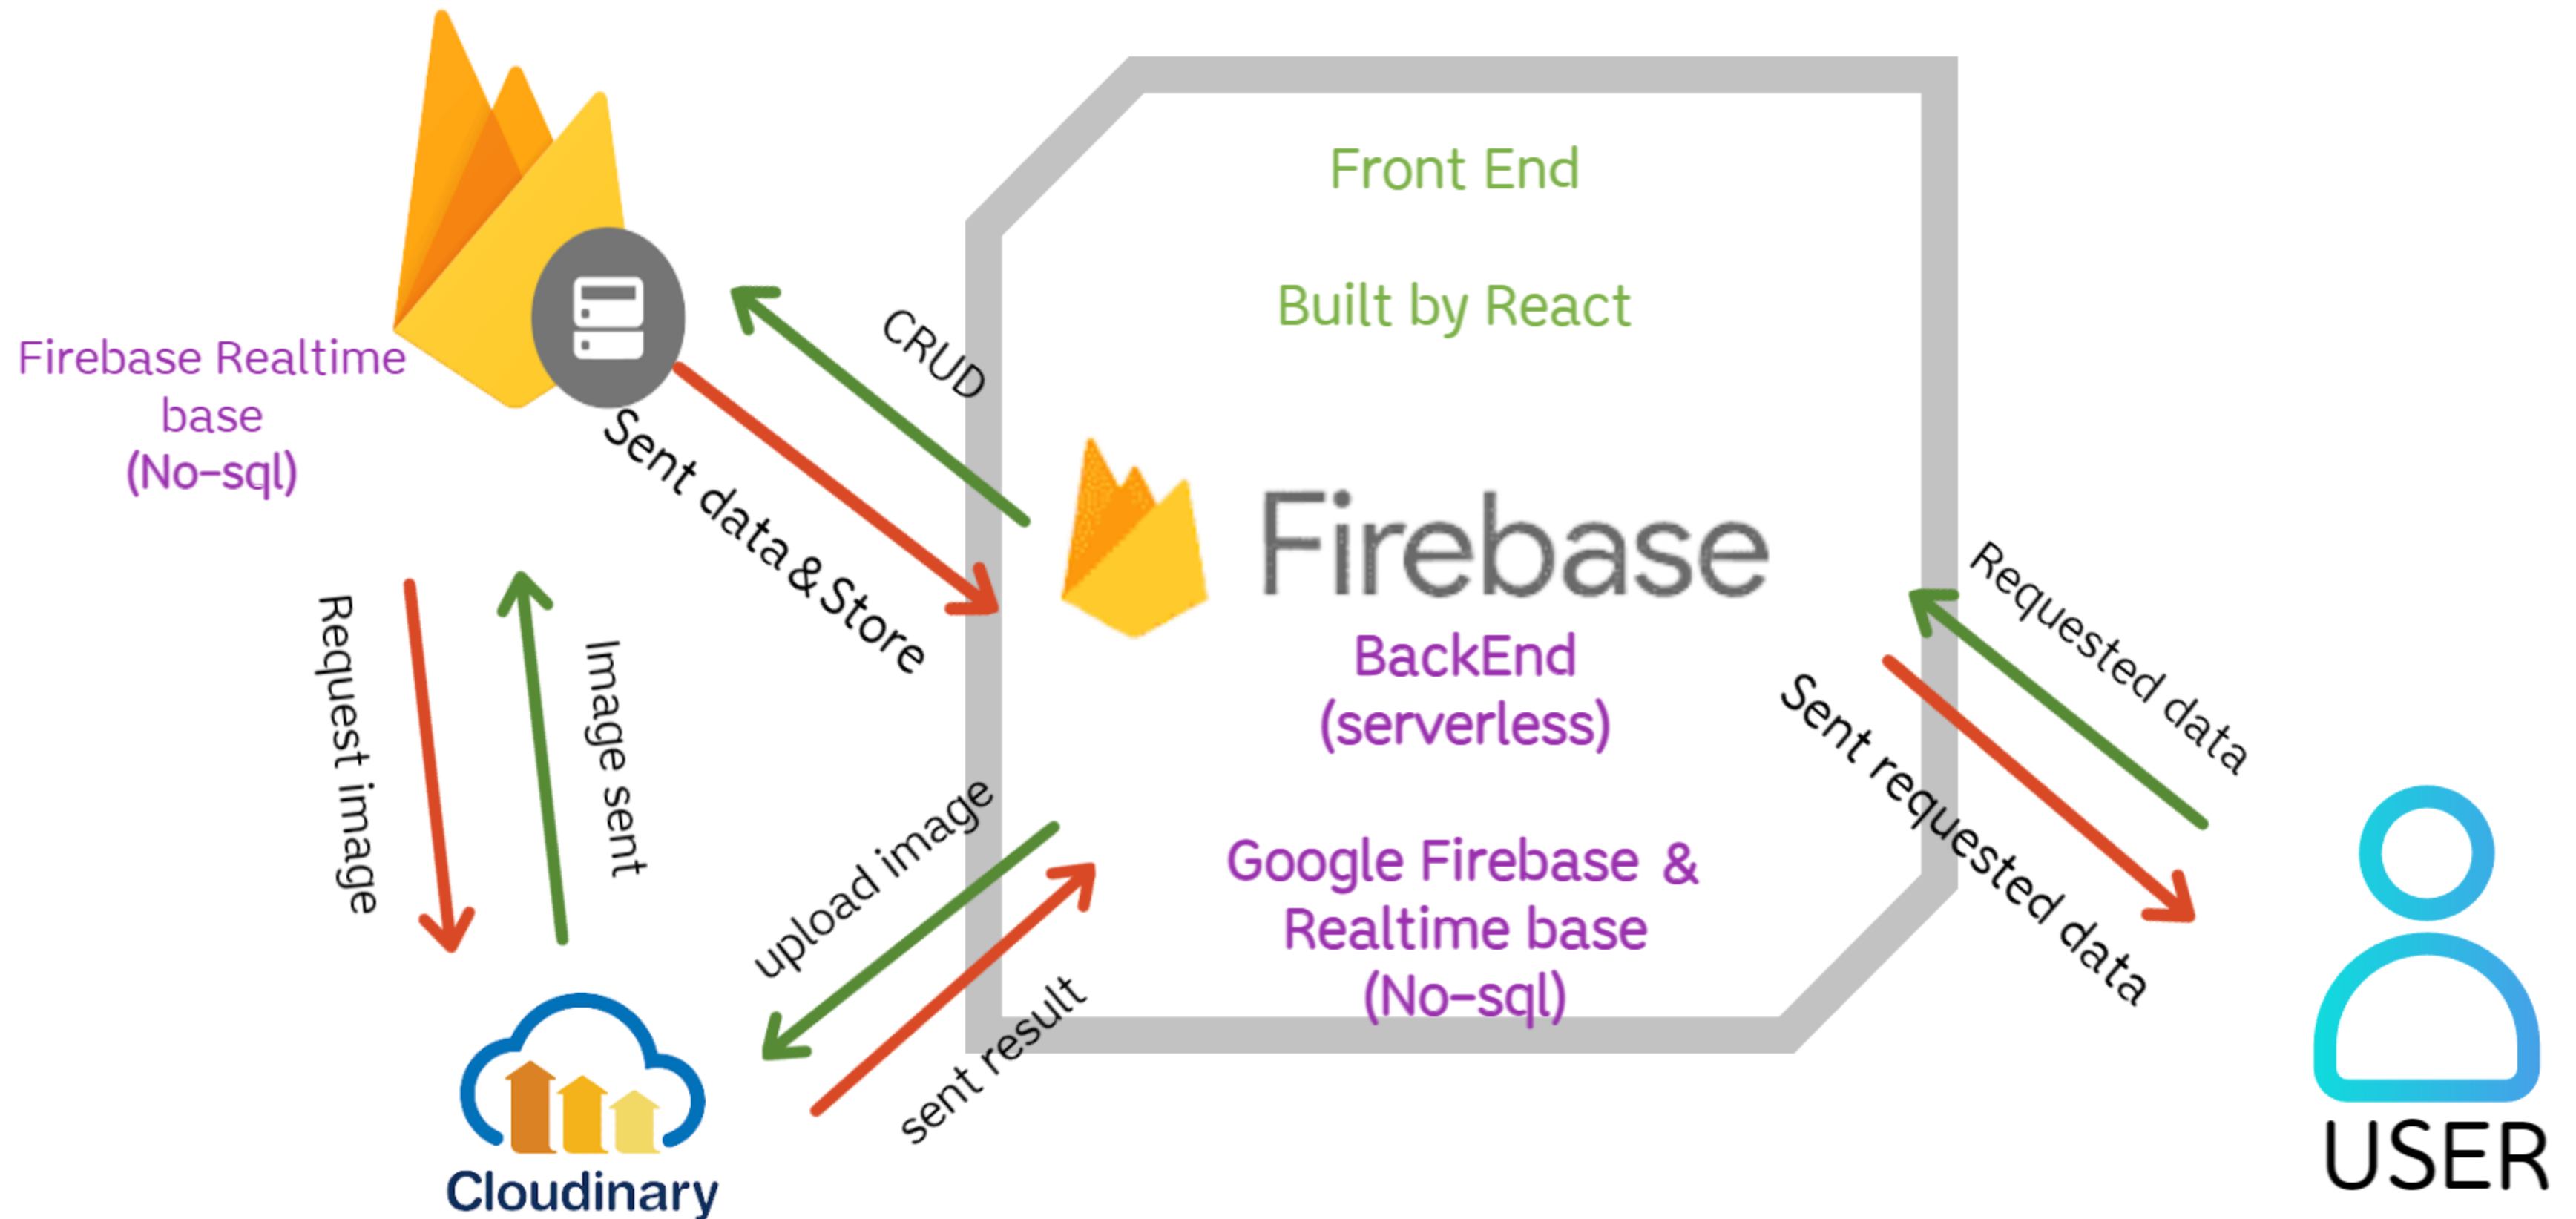 Front End
Built by React
Firebase
BackEnd
(serverless)
Google Firebase &
Realtime base
(No-sql)
Firebase Realtime
base
(No-sql)
CRUD
Sent data & Store
Request image
Image sent
upload image
sent result
Cloudinary
Requested data
Sent requested data
USER